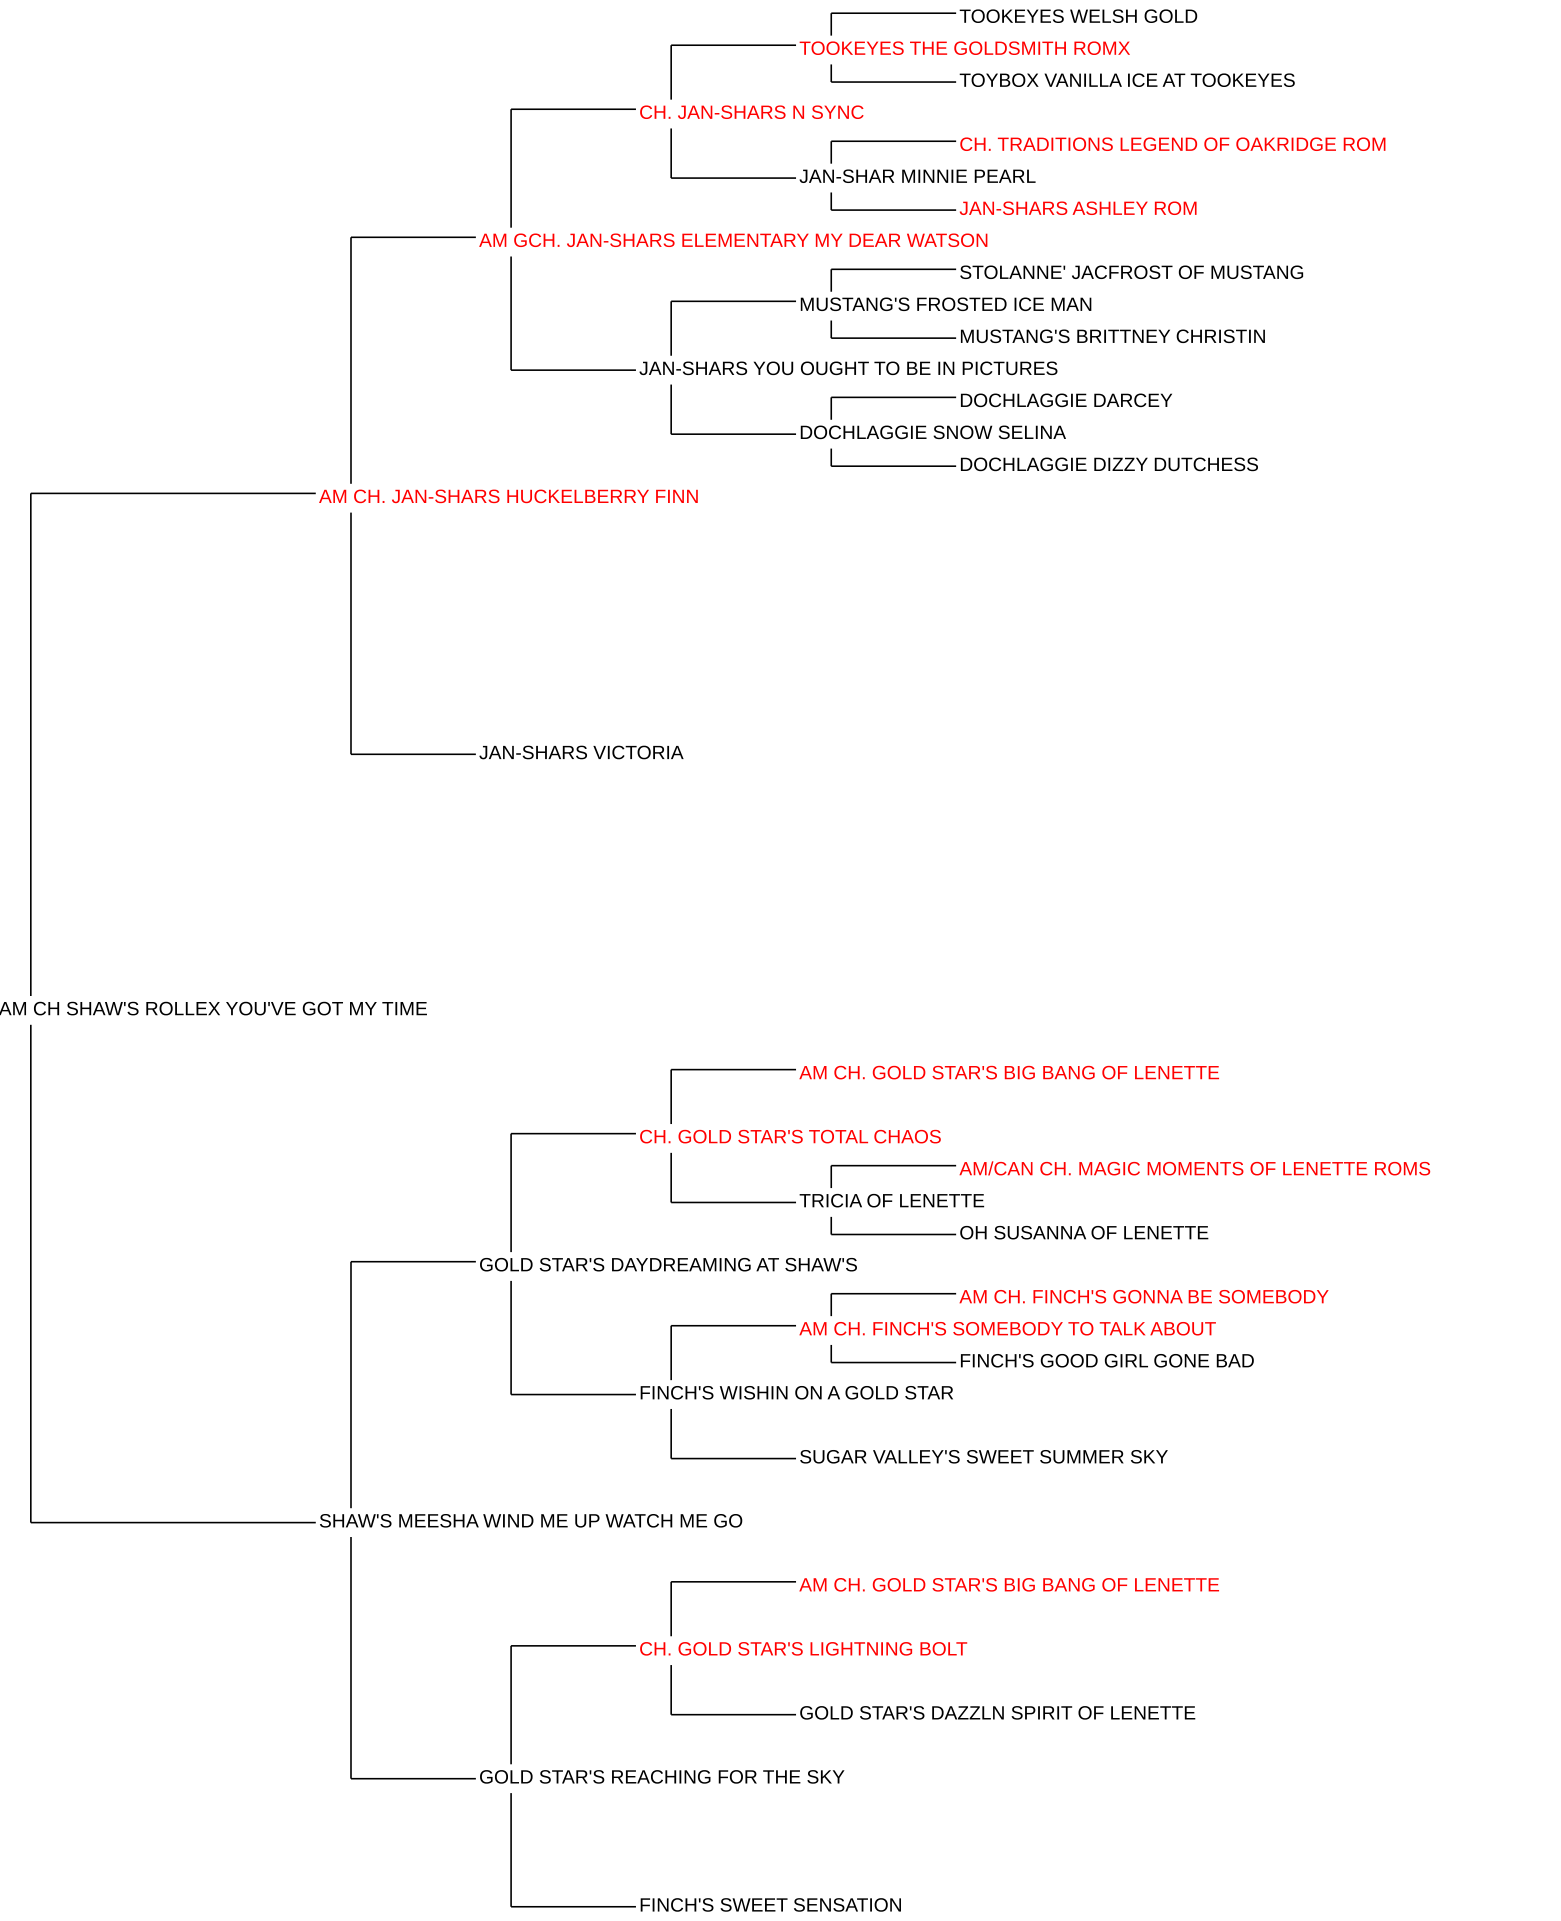 TOOKEYES WELSH GOLD
TOOKEYES THE GOLDSMITH ROMX
TOYBOX VANILLA ICE AT TOOKEYES
CH. JAN-SHARS N SYNC
CH. TRADITIONS LEGEND OF OAKRIDGE ROM
JAN-SHAR MINNIE PEARL
JAN-SHARS ASHLEY ROM
AM GCH. JAN-SHARS ELEMENTARY MY DEAR WATSON
STOLANNE' JACFROST OF MUSTANG
MUSTANG'S FROSTED ICE MAN
MUSTANG'S BRITTNEY CHRISTIN
JAN-SHARS YOU OUGHT TO BE IN PICTURES
DOCHLAGGIE DARCEY
DOCHLAGGIE SNOW SELINA
DOCHLAGGIE DIZZY DUTCHESS
AM CH. JAN-SHARS HUCKELBERRY FINN
JAN-SHARS VICTORIA
AM CH SHAW'S ROLLEX YOU'VE GOT MY TIME
AM CH. GOLD STAR'S BIG BANG OF LENETTE
CH. GOLD STAR'S TOTAL CHAOS
AM/CAN CH. MAGIC MOMENTS OF LENETTE ROMS
TRICIA OF LENETTE
OH SUSANNA OF LENETTE
GOLD STAR'S DAYDREAMING AT SHAW'S
AM CH. FINCH'S GONNA BE SOMEBODY
AM CH. FINCH'S SOMEBODY TO TALK ABOUT
FINCH'S GOOD GIRL GONE BAD
FINCH'S WISHIN ON A GOLD STAR
SUGAR VALLEY'S SWEET SUMMER SKY
SHAW'S MEESHA WIND ME UP WATCH ME GO
AM CH. GOLD STAR'S BIG BANG OF LENETTE
CH. GOLD STAR'S LIGHTNING BOLT
GOLD STAR'S DAZZLN SPIRIT OF LENETTE
GOLD STAR'S REACHING FOR THE SKY
FINCH'S SWEET SENSATION